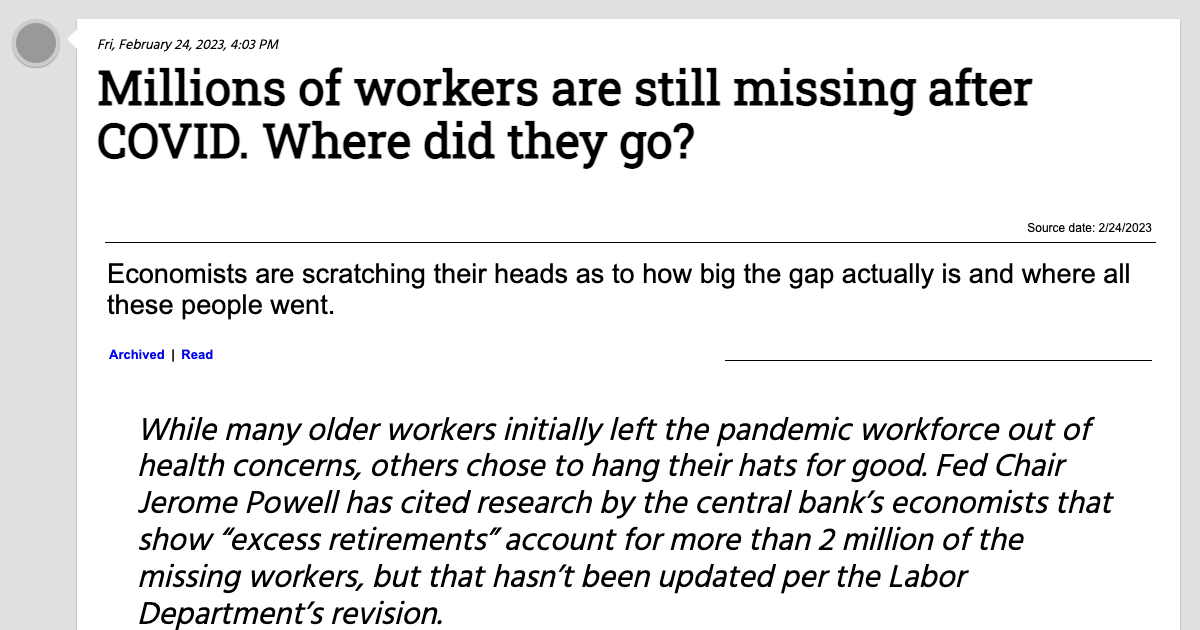 Fri, February 24, 2023, 4:03 PM
Millions of workers are still missing after
COVID. Where did they go?
Source date: 2/24/2023
Economists are scratching their heads as to how big the gap actually is and where all
these people went.
Archived | Read
While many older workers initially left the pandemic workforce out of
health concerns, others chose to hang their hats for good. Fed Chair
Jerome Powell has cited research by the central bank’s economists that
show “excess retirements” account for more than 2 million of the
missing workers, but that hasn’t been updated per the Labor
Department’s revision.